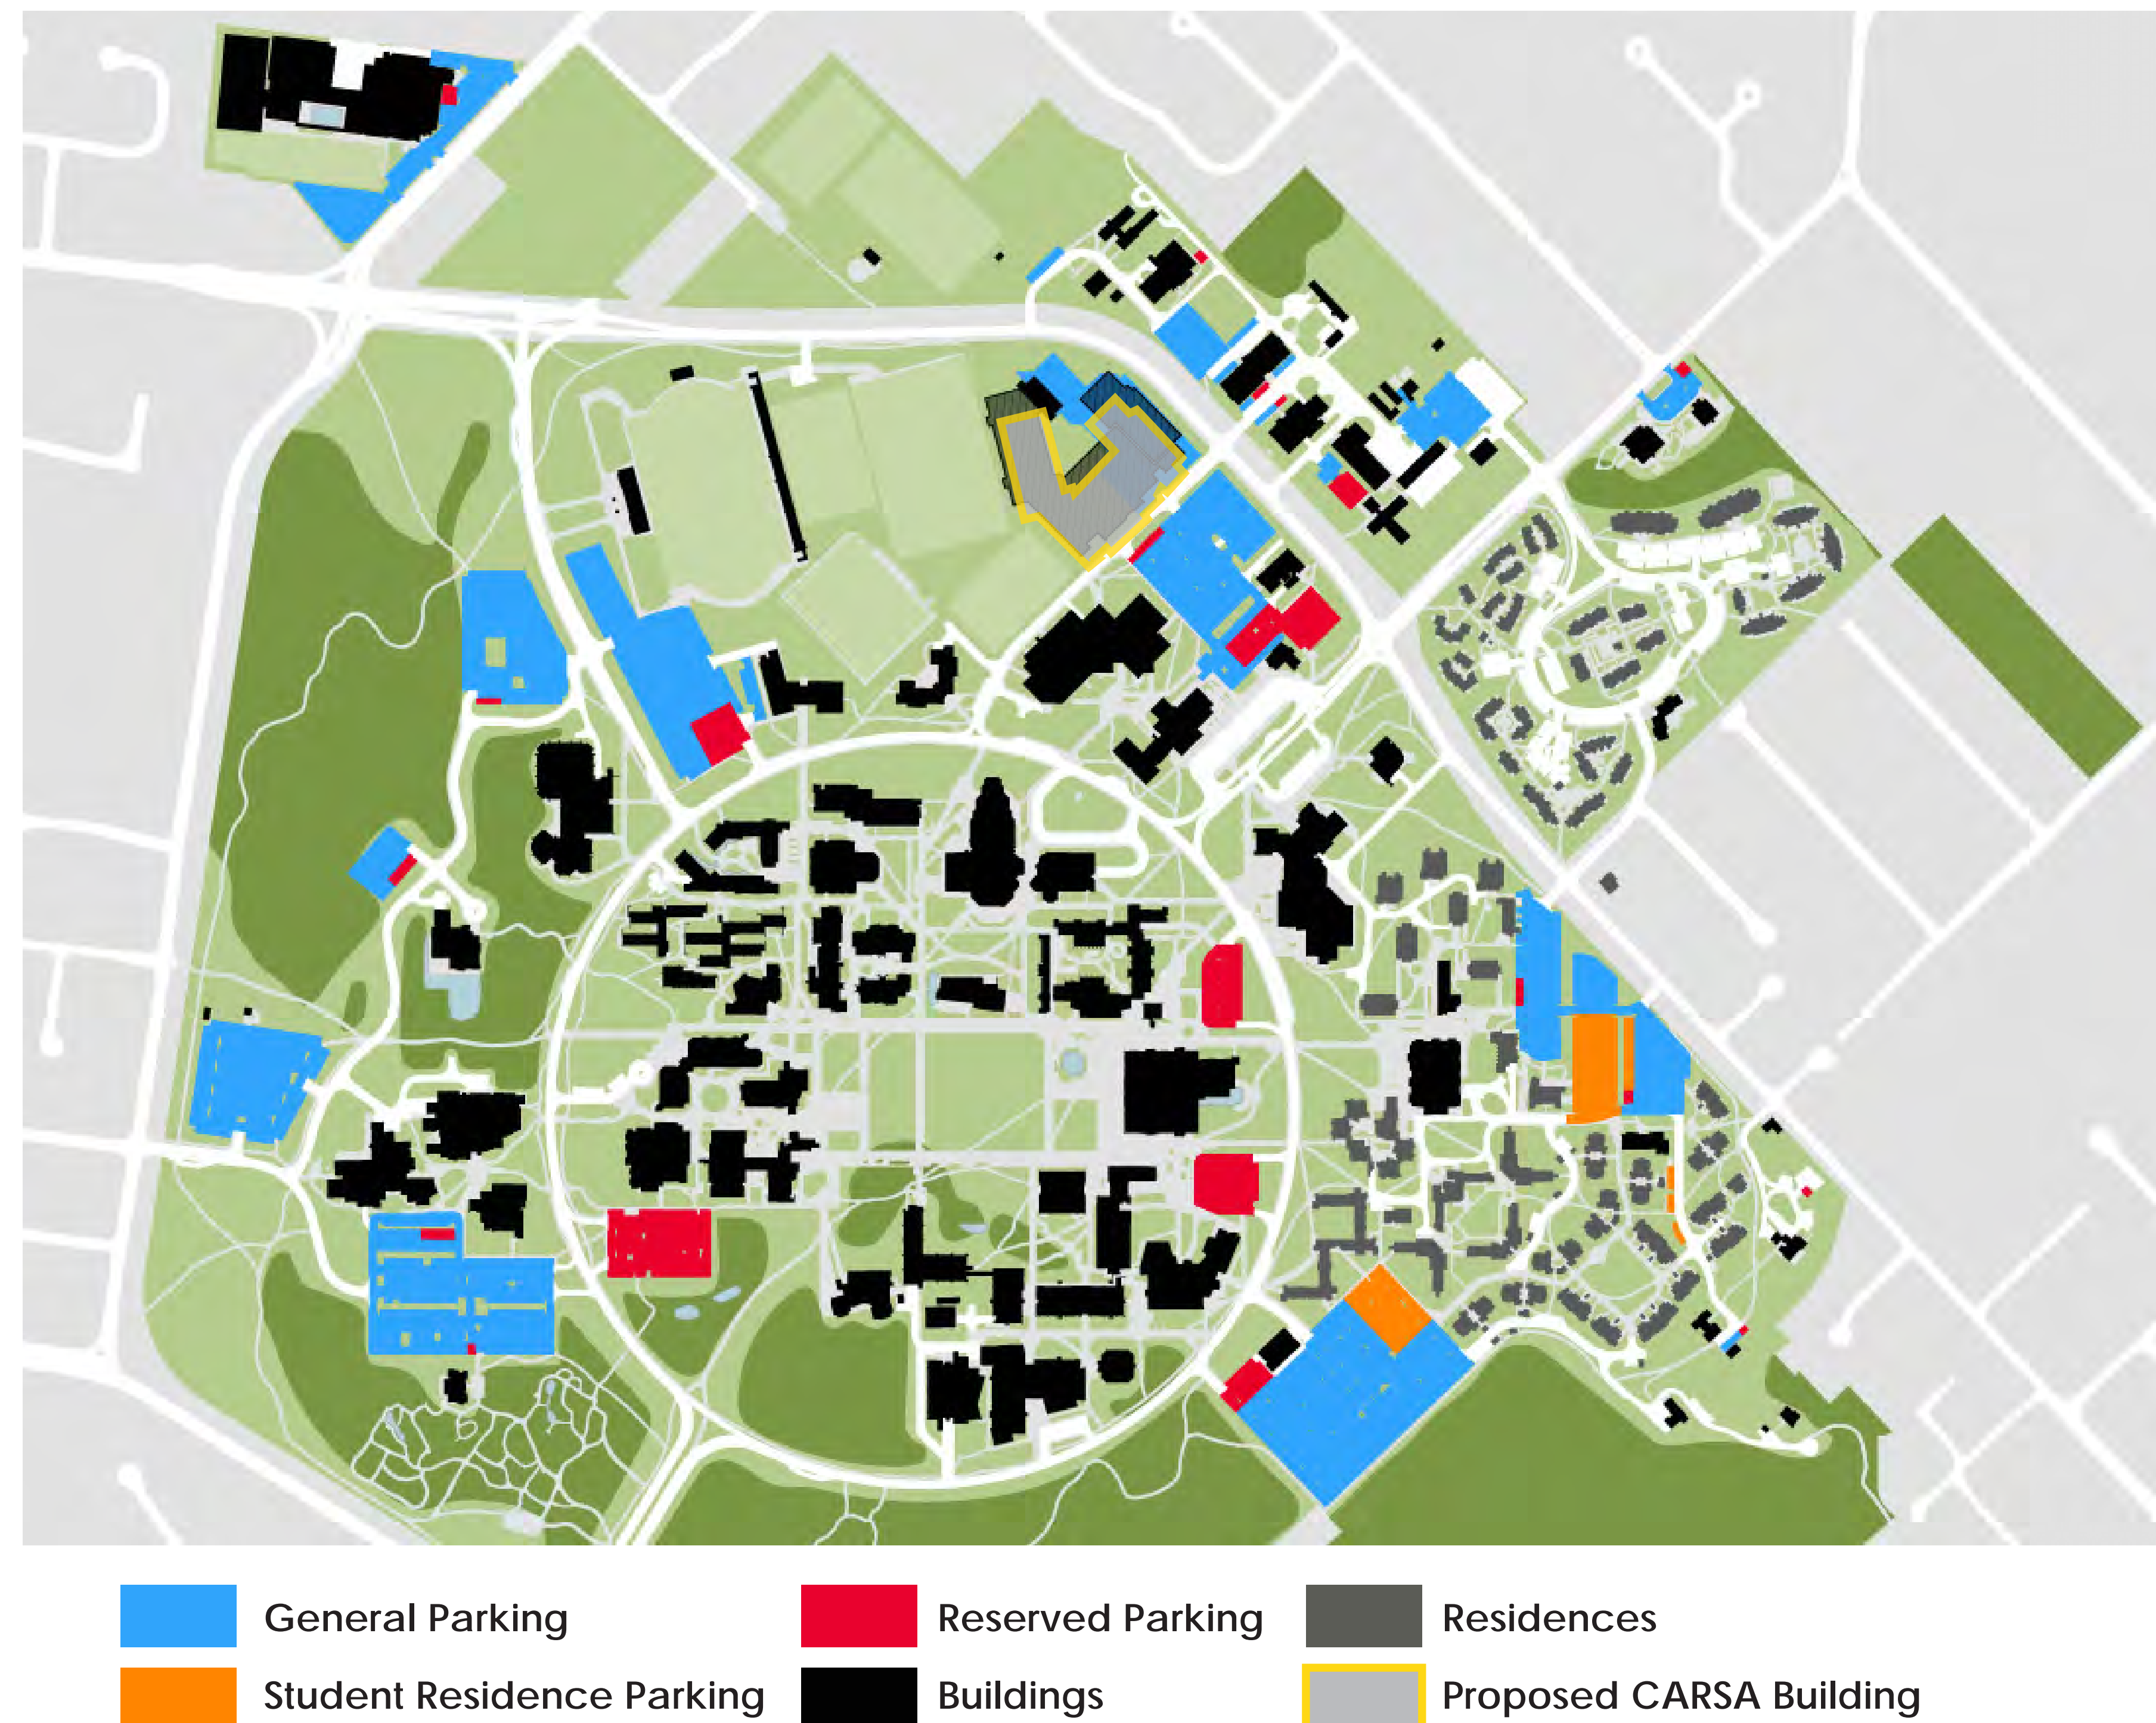 General Parking
Reserved Parking
Residences
Student Residence Parking
Buildings
Proposed CARSA Building